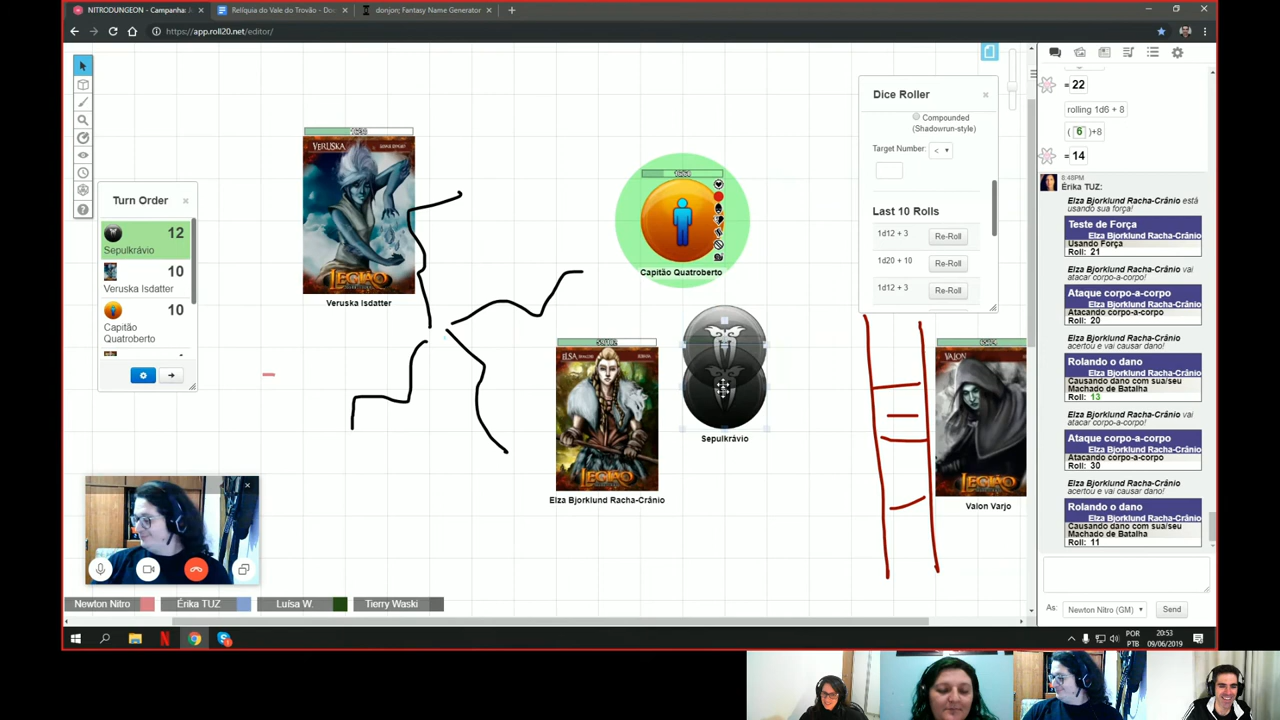 NITRODUNGEON - Campanha: J
Relíquia do Vale do Trovão - Doc
donjon; Fantasy Name Generator
https://app.roll20.net/editor/
Turn Order
Sepulkrávio
12
Veruska Isdatter
10
Capitão Quatroberto
10
VERUSKA
LEGIÃO
Veruska Isdatter
Capitão Quatroberto
ELSA
LEGIÃO
Elza Bjorklund Racha-Crânio
Sepulkrávio
VALON
LEGIÃO
Valon Varjo
Dice Roller
Compounded
(Shadowrun-style)
Target Number:
<
Last 10 Rolls
1d12 + 3
Re-Roll
1d20 + 10
Re-Roll
1d12 + 3
Re-Roll
= 22
rolling 1d6 + 8
( 6 )+8
= 14
8:48PM
Érika TUZ:
Elza Bjorklund Racha-Crânio está
usando sua força!
Teste de Força
Elza Bjorklund Racha-Crânio
Usando Força
Roll: 21
Elza Bjorklund Racha-Crânio vai
atacar corpo-a-corpo!
Ataque corpo-a-corpo
Elza Bjorklund Racha-Crânio
Atacando corpo-a-corpo
Roll: 20
Elza Bjorklund Racha-Crânio
acertou e vai causar dano!
Rolando o dano
Elza Bjorklund Racha-Crânio
Causando dano com sua/seu
Machado de Batalha
Roll: 13
Elza Bjorklund Racha-Crânio vai
atacar corpo-a-corpo!
Ataque corpo-a-corpo
Elza Bjorklund Racha-Crânio
Atacando corpo-a-corpo
Roll: 30
Elza Bjorklund Racha-Crânio
acertou e vai causar dano!
Rolando o dano
Elza Bjorklund Racha-Crânio
Causando dano com sua/seu
Machado de Batalha
Roll: 11
As:
Newton Nitro (GM)
Send
Newton Nitro
Érika TUZ
Luísa W.
Tierry Waski
POR
PTB
20:53
09/06/2019